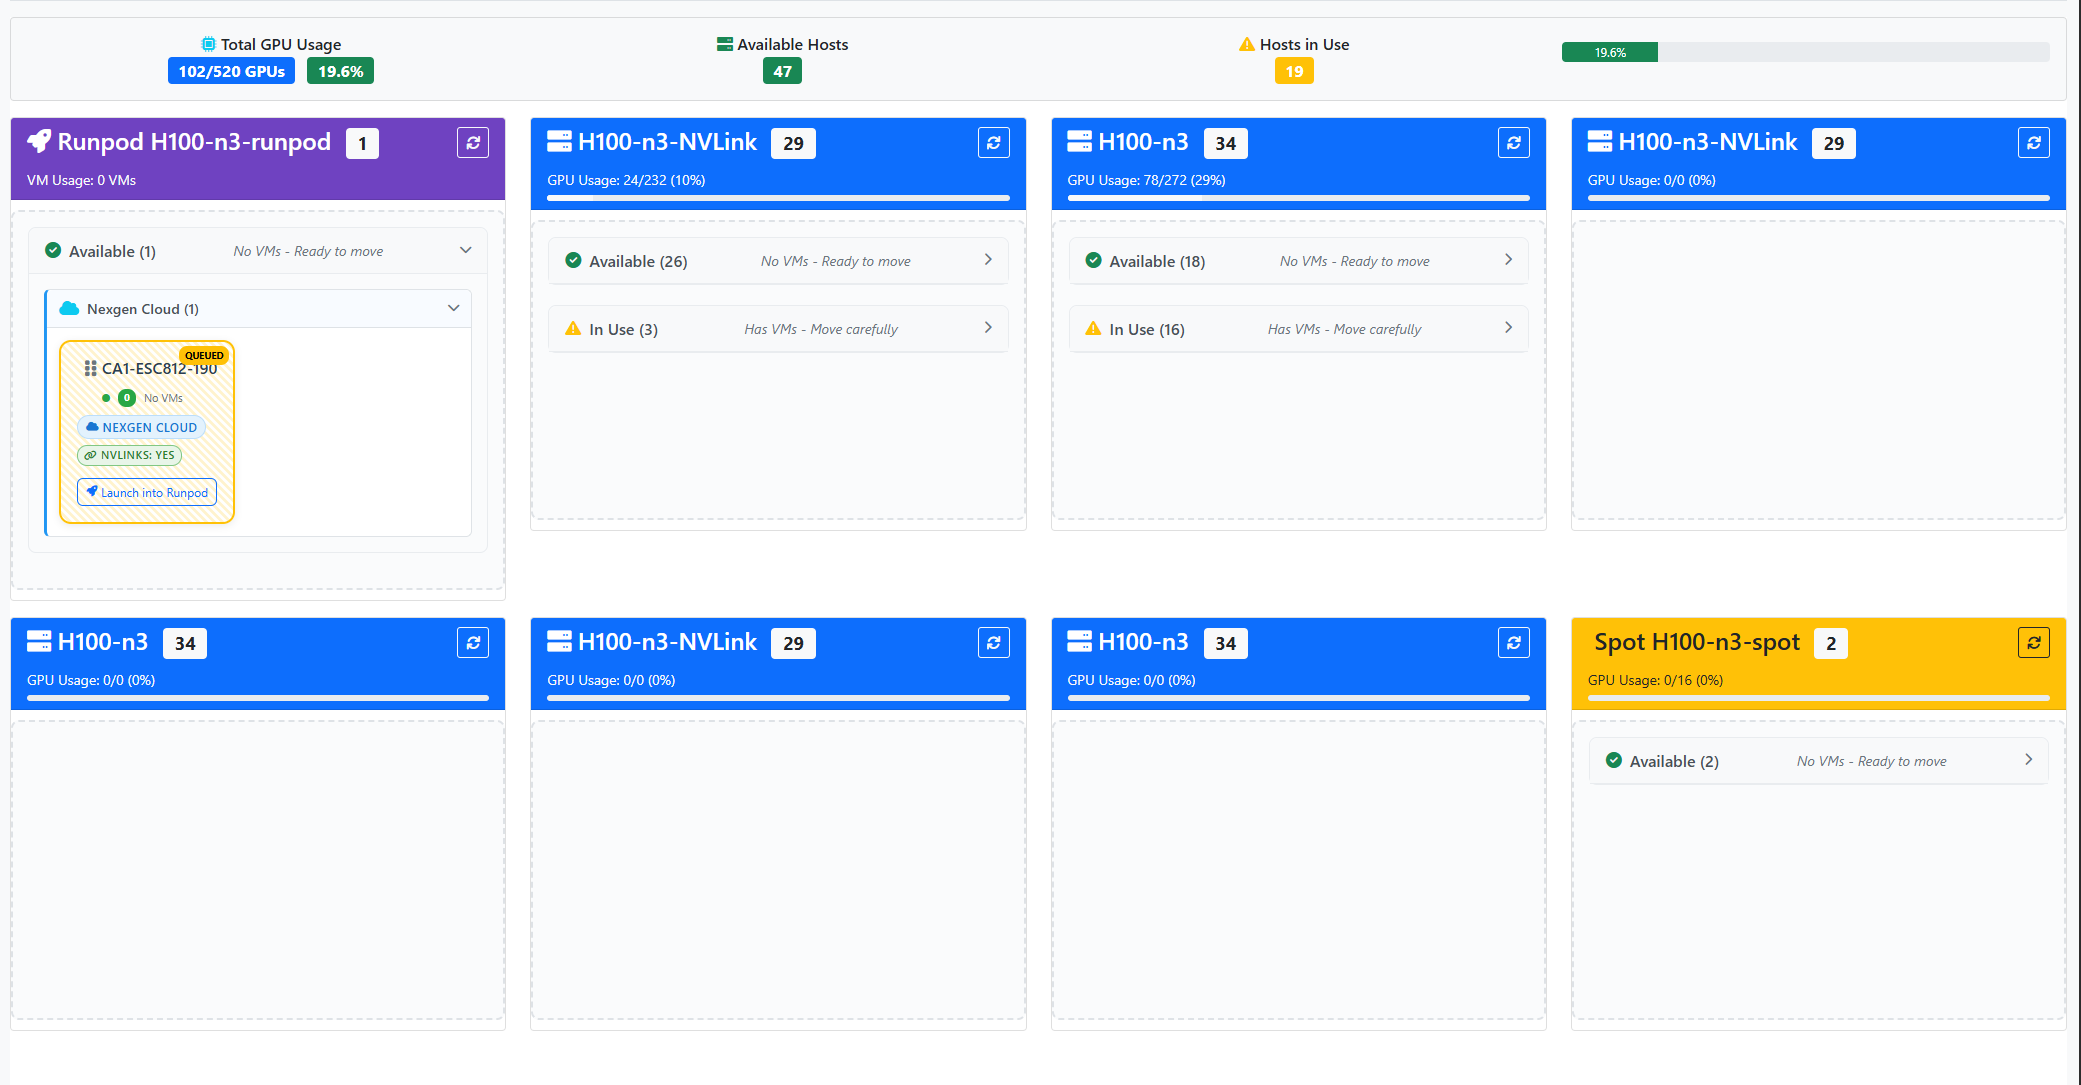 Total GPU Usage
102/520 GPUs 19.6%
Available Hosts
47
Hosts in Use
19
19.6%
Runpod H100-n3-runpod 1
VM Usage: 0 VMs
Available (1) No VMs - Ready to move
Nexgen Cloud (1)
QUEUED
CA1-ESC812-190
0 No VMs
NEXGEN CLOUD
NVLINKS: YES
Launch into Runpod
H100-n3-NVLink 29
GPU Usage: 24/232 (10%)
Available (26) No VMs - Ready to move
In Use (3) Has VMs - Move carefully
H100-n3 34
GPU Usage: 78/272 (29%)
Available (18) No VMs - Ready to move
In Use (16) Has VMs - Move carefully
H100-n3-NVLink 29
GPU Usage: 0/0 (0%)
H100-n3 34
GPU Usage: 0/0 (0%)
H100-n3-NVLink 29
GPU Usage: 0/0 (0%)
H100-n3 34
GPU Usage: 0/0 (0%)
Spot H100-n3-spot 2
GPU Usage: 0/16 (0%)
Available (2) No VMs - Ready to move